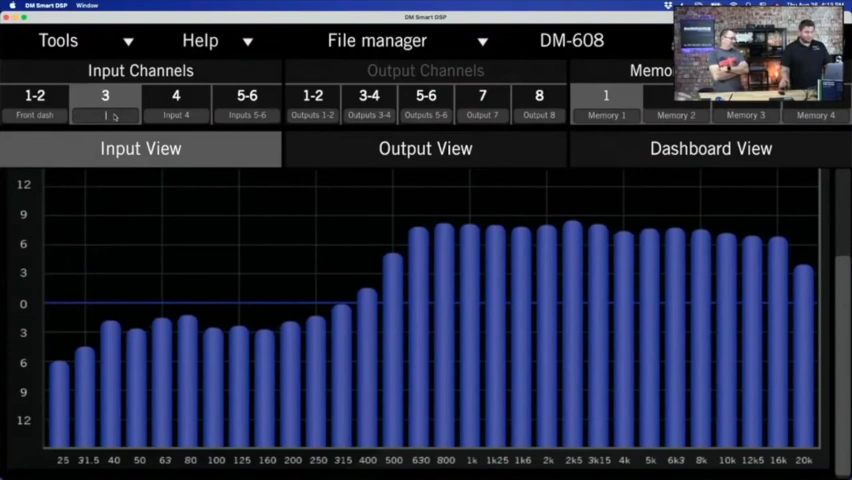 DM Smart DSP Window
DM Smart DSP
Tools Help File manager DM-608
Input Channels Output Channels Memo
1-2 3 4 5-6 1-2 3-4 5-6 7 8 1
Front dash Input 4 Inputs 5-6 Outputs 1-2 Outputs 3-4 Outputs 5-6 Output 7 Output 8 Memory 1 Memory 2 Memory 3 Memory 4
Input View Output View Dashboard View
12
9
6
3
0
3
6
9
12
25 31.5 40 50 63 80 100 125 160 200 250 315 400 500 630 800 1k 1k25 1k6 2k 2k5 3k15 4k 5k 6k3 8k 10k 12k5 16k 20k